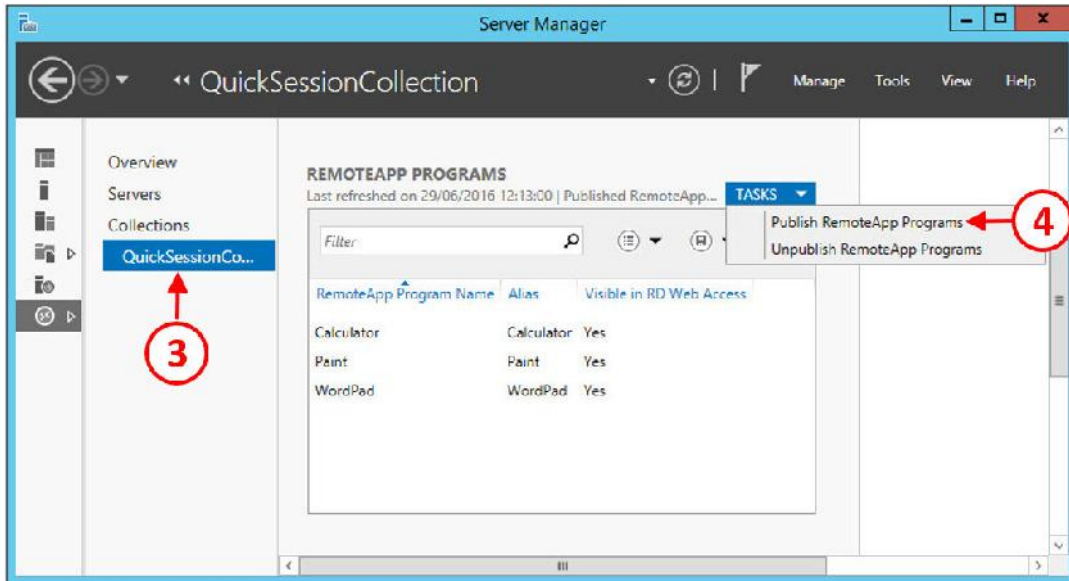 Server Manager
QuickSessionCollection
Manage Tools View Help
Overview
Servers
Collections
QuickSessionCo...
3
REMOTEAPP PROGRAMS
Last refreshed on 29/06/2016 12:13:00 | Published RemoteApp...
TASKS
Publish RemoteApp Programs
4
Unpublish RemoteApp Programs
Filter
RemoteApp Program Name Alias Visible in RD Web Access
Calculator Calculator Yes
Paint Paint Yes
WordPad WordPad Yes